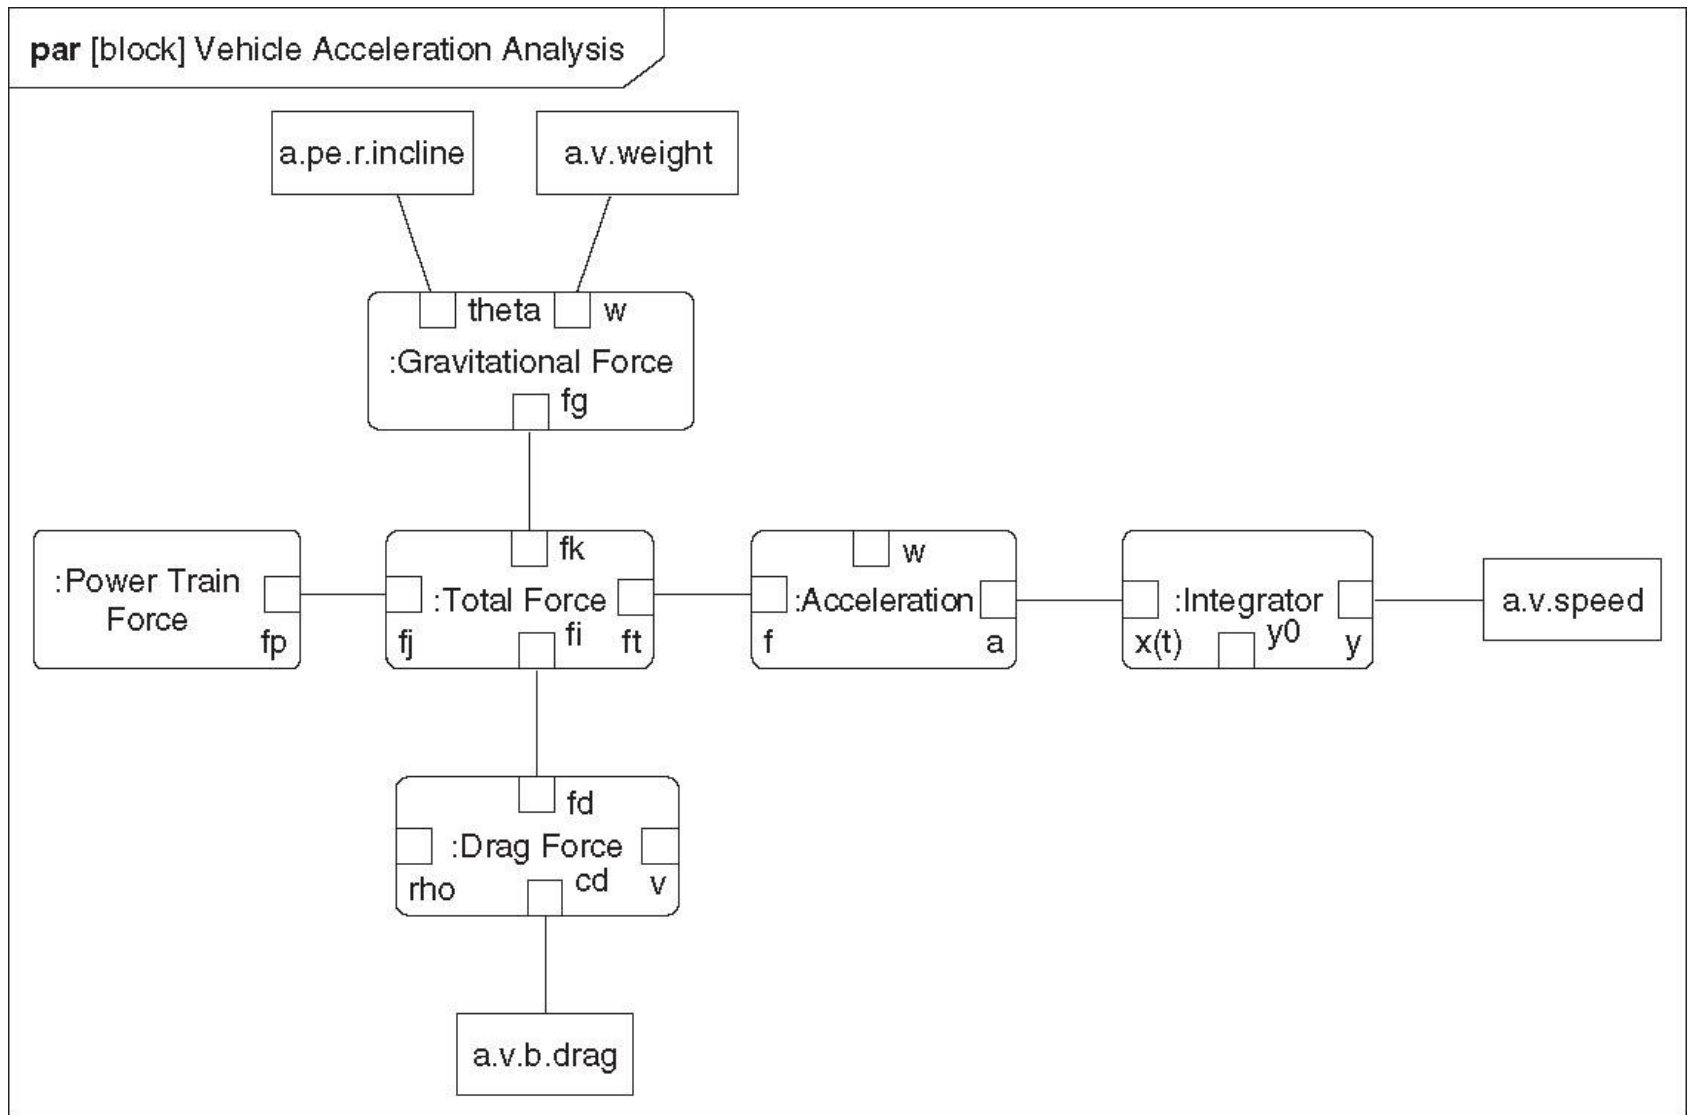 par [block] Vehicle Acceleration Analysis
a.pe.r.incline
a.v.weight
theta
w
:Gravitational Force
fg
:Power Train
Force
fp
fk
:Total Force
fj
fi
ft
w
:Acceleration
f
a
:Integrator
x(t)
y0
y
a.v.speed
fd
:Drag Force
rho
cd
v
a.v.b.drag